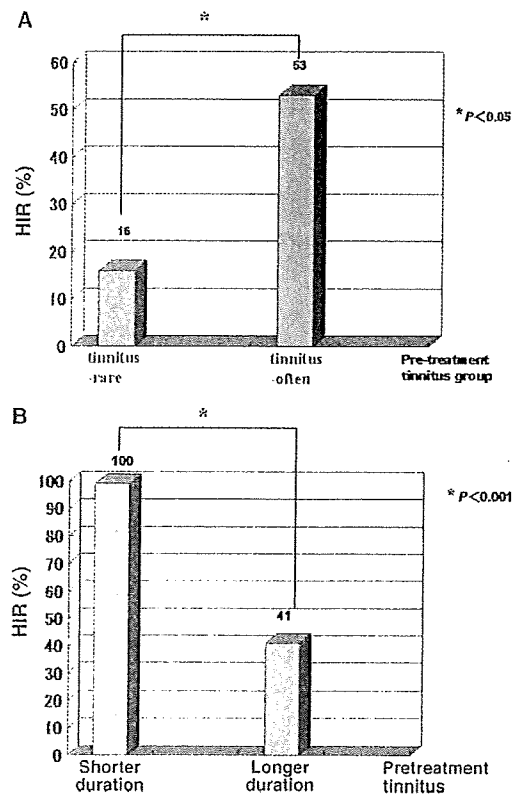 A
*
60
50
40
30
20
10
0
HIR (%)
16
53
* P<0.05
tinnitus
-rare
tinnitus
-often
Pre-treatment
tinnitus group
B
*
100
90
80
70
60
50
40
30
20
10
0
HIR (%)
100
41
* P<0.001
Shorter
duration
Longer
duration
Pretreatment
tinnitus